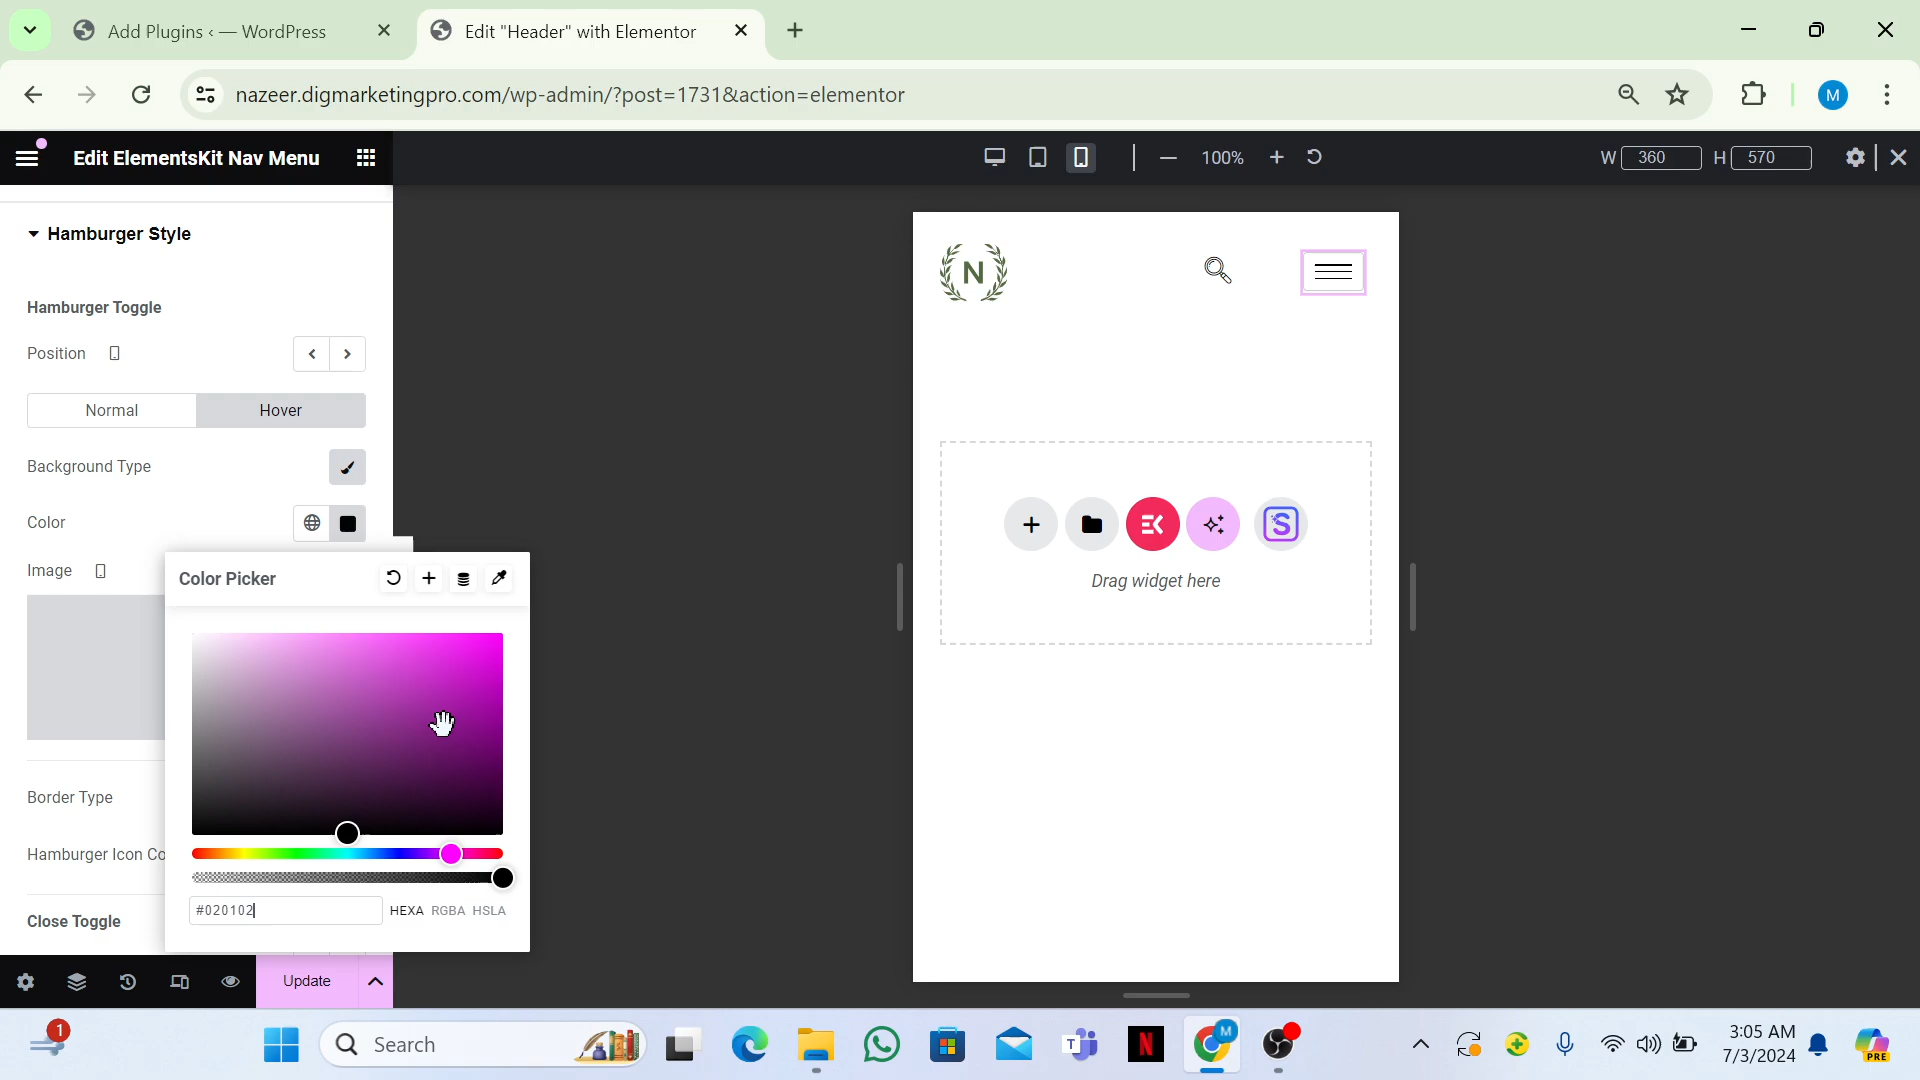 Add Plugins ‹ — WordPress
Edit "Header" with Elementor
nazeer.digmarketingpro.com/wp-admin/?post=1731&action=elementor
M
Edit ElementsKit Nav Menu
100%
W 360 H 570
Hamburger Style
Hamburger Toggle
Position
Normal Hover
Background Type
Color
Image
Color Picker
Border Type
Hamburger Icon Co
#020102 HEXA RGBA HSLA
Close Toggle
Update
N
Drag widget here
1
Search
3:05 AM
7/3/2024
PRE